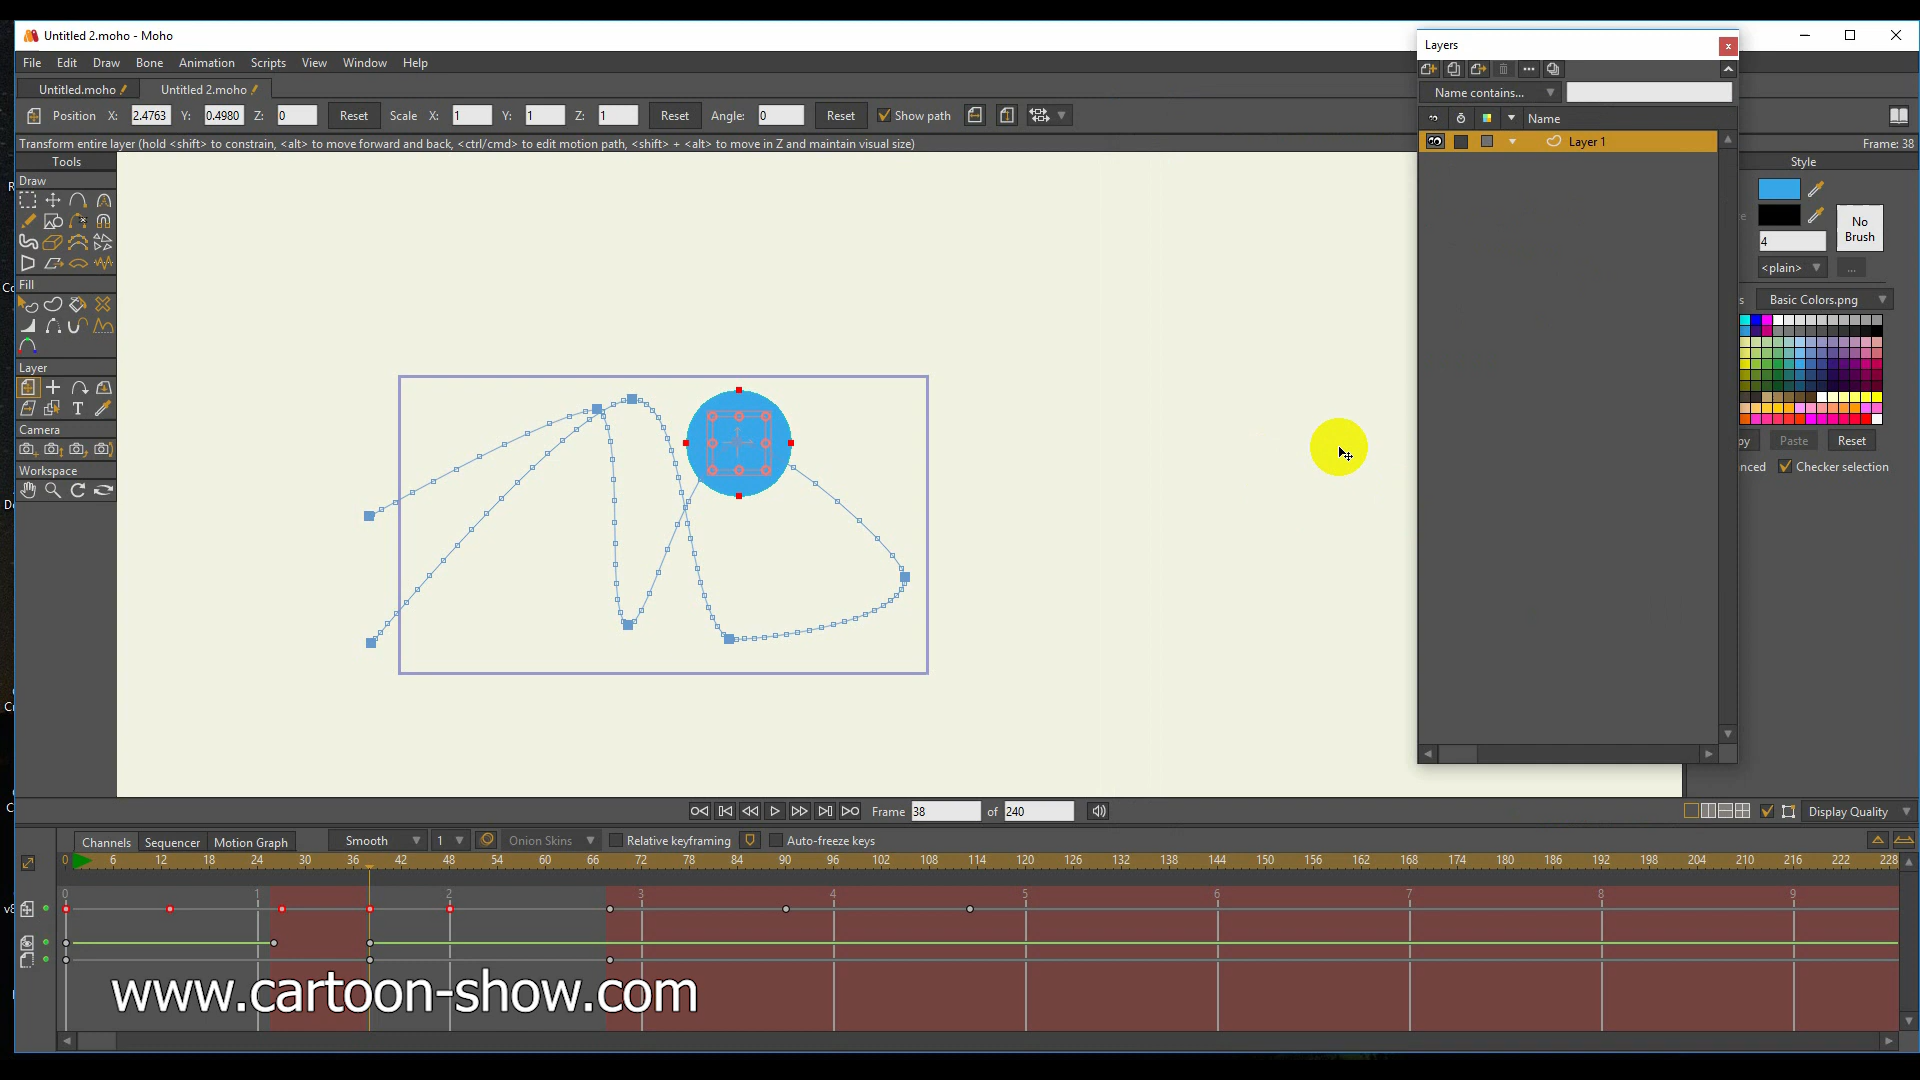 Untitled 2.moho - Moho
File Edit Draw Bone Animation Scripts View Window Help
Untitled.moho Untitled 2.moho
Position X: 2.4763 Y: 0.4980 Z: 0 Reset Scale X: 1 Y: 1 Z: 1 Reset Angle: 0 Reset Show path
Transform entire layer (hold <shift> to constrain, <alt> to move forward and back, <ctrl/cmd> to edit motion path, <shift> + <alt> to move in Z and maintain visual size)
Frame: 38
Tools
Draw
Fill
Layer
Camera
Workspace
Layers
Name contains...
Name
Layer 1
Style
No
Brush
4
<plain>
...
Basic Colors.png
Paste Reset
Checker selection
Frame 38 of 240
Display Quality
Channels Sequencer Motion Graph Smooth 1 Onion Skins Relative keyframing Auto-freeze keys
0 6 12 18 24 30 36 42 48 54 60 66 72 78 84 90 96 102 108 114 120 126 132 138 144 150 156 162 168 174 180 186 192 198 204 210 216 222 228
0 1 2 3 4 5 6 7 8 9
www.cartoon-show.com